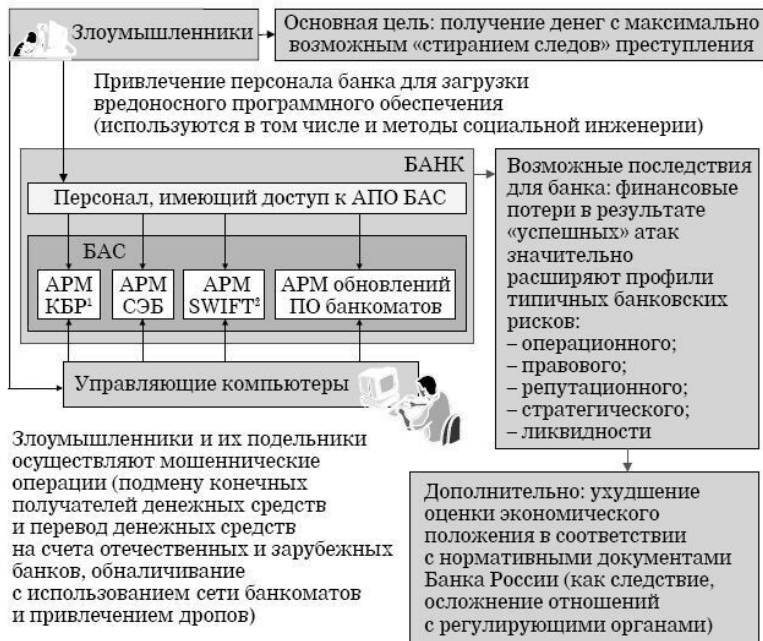 Злоумышленники
Основная цель: получение денег с максимально
возможным «стиранием следов» преступления
Привлечение персонала банка для загрузки
вредоносного программного обеспечения
(используются в том числе и методы социальной инженерии)
БАНК
Персонал, имеющий доступ к АПО БАС
БАС
АРМ
КБР¹
АРМ
СЭБ
АРМ
SWIFT²
АРМ обновлений
ПО банкоматов
Управляющие компьютеры
Возможные последствия
для банка: финансовые
потери в результате
«успешных» атак
значительно
расширяют профили
типичных банковских
рисков:
– операционного;
– правового;
– репутационного;
– стратегического;
– ликвидности
Злоумышленники и их подельники
осуществляют мошеннические
операции (подмену конечных
получателей денежных средств
и перевод денежных средств
на счета отечественных и зарубежных
банков, обналичивание
с использованием сети банкоматов
и привлечением дропов)
Дополнительно: ухудшение
оценки экономического
положения в соответствии
с нормативными документами
Банка России (как следствие,
осложнение отношений
с регулирующими органами)